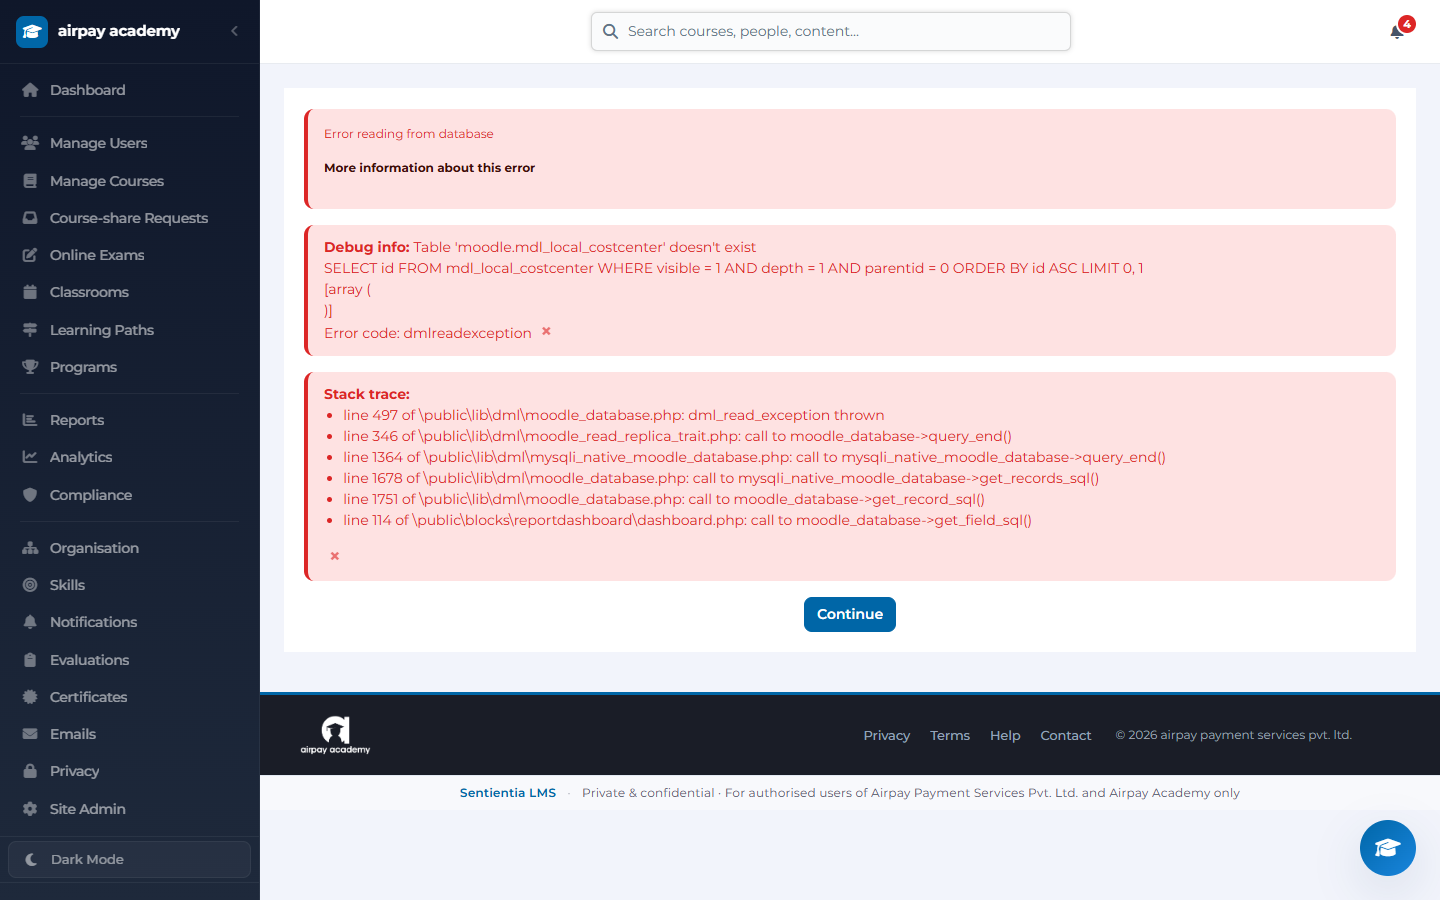 airpay academy
Search courses, people, content...
4
Dashboard
Manage Users
Manage Courses
Course-share Requests
Online Exams
Classrooms
Learning Paths
Programs
Reports
Analytics
Compliance
Organisation
Skills
Notifications
Evaluations
Certificates
Emails
Privacy
Site Admin
Dark Mode
Error reading from database
More information about this error
Debug info: Table 'moodle.mdl_local_costcenter' doesn't exist
SELECT id FROM mdl_local_costcenter WHERE visible = 1 AND depth = 1 AND parentid = 0 ORDER BY id ASC LIMIT 0, 1
[array (
)]
Error code: dmlreadexception
Stack trace:
• line 497 of \public\lib\dml\moodle_database.php: dml_read_exception thrown
• line 346 of \public\lib\dml\moodle_read_replica_trait.php: call to moodle_database->query_end()
• line 1364 of \public\lib\dml\mysqli_native_moodle_database.php: call to mysqli_native_moodle_database->query_end()
• line 1678 of \public\lib\dml\moodle_database.php: call to mysqli_native_moodle_database->get_records_sql()
• line 1751 of \public\lib\dml\moodle_database.php: call to moodle_database->get_record_sql()
• line 114 of \public\blocks\reportdashboard\dashboard.php: call to moodle_database->get_field_sql()
Continue
airpay academy
Privacy Terms Help Contact © 2026 airpay payment services pvt. ltd.
Sentientia LMS · Private & confidential · For authorised users of Airpay Payment Services Pvt. Ltd. and Airpay Academy only